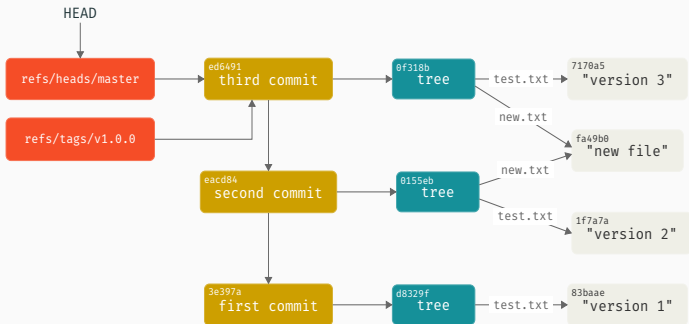 HEAD
refs/heads/master
ed6491
third commit
0f318b
tree
test.txt
7170a5
"version 3"
new.txt
refs/tags/v1.0.0
fa49b0
"new file"
new.txt
eacd84
second commit
0155eb
tree
test.txt
1f7a7a
"version 2"
3e397a
first commit
d8329f
tree
test.txt
83baae
"version 1"